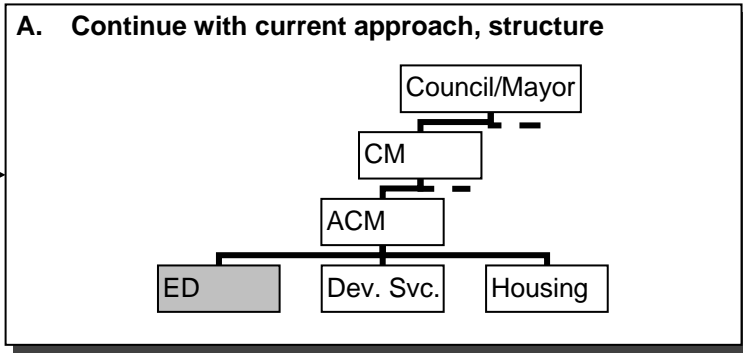 A. Continue with current approach, structure
Council/Mayor
CM
ACM
ED
Dev. Svc.
Housing